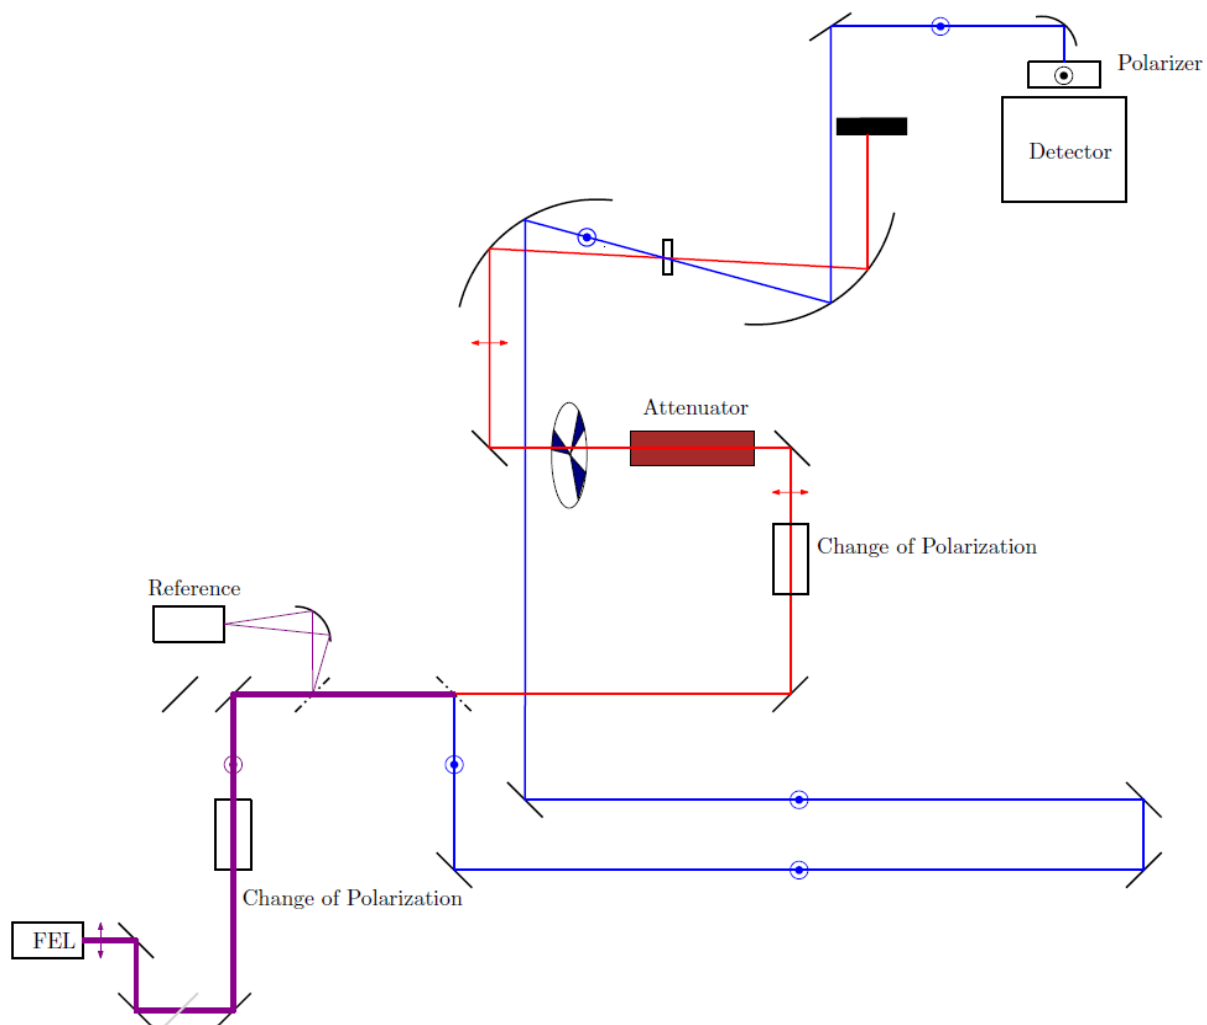 Polarizer
Detector
Attenuator
Change of Polarization
Reference
Change of Polarization
FEL